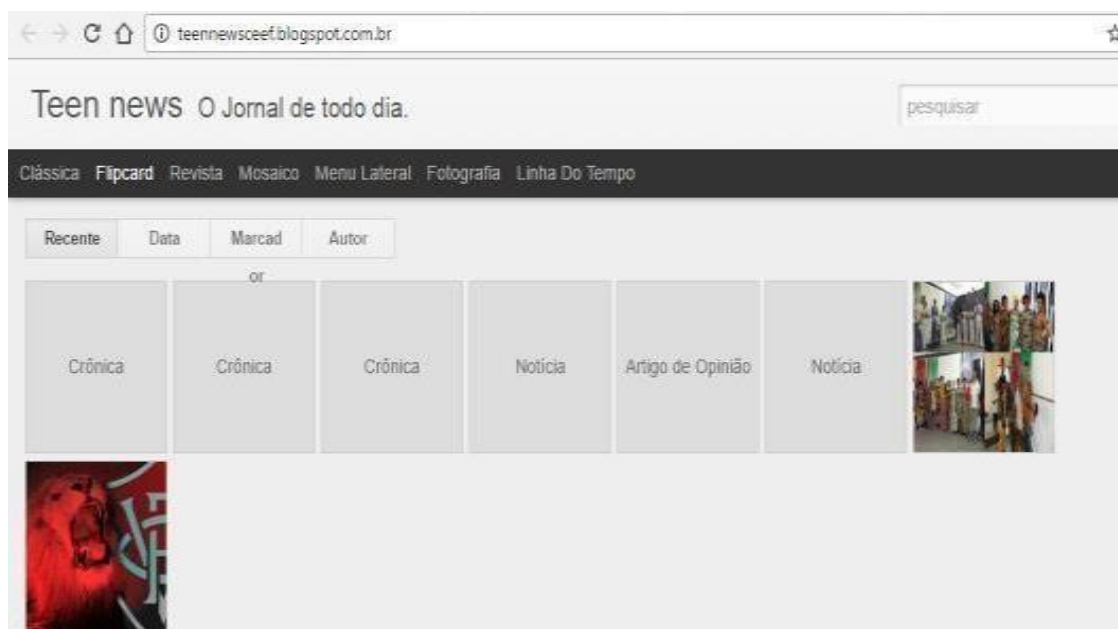 teennewsceef.blogspot.com.br
Teen news O Jornal de todo dia.
pesquisar
Clássica Flipcard Revista Mosaico Menu Lateral Fotografia Linha Do Tempo
Recente Data Marcad Autor
or
Crônica Crônica Crônica Notícia Artigo de Opinião Notícia